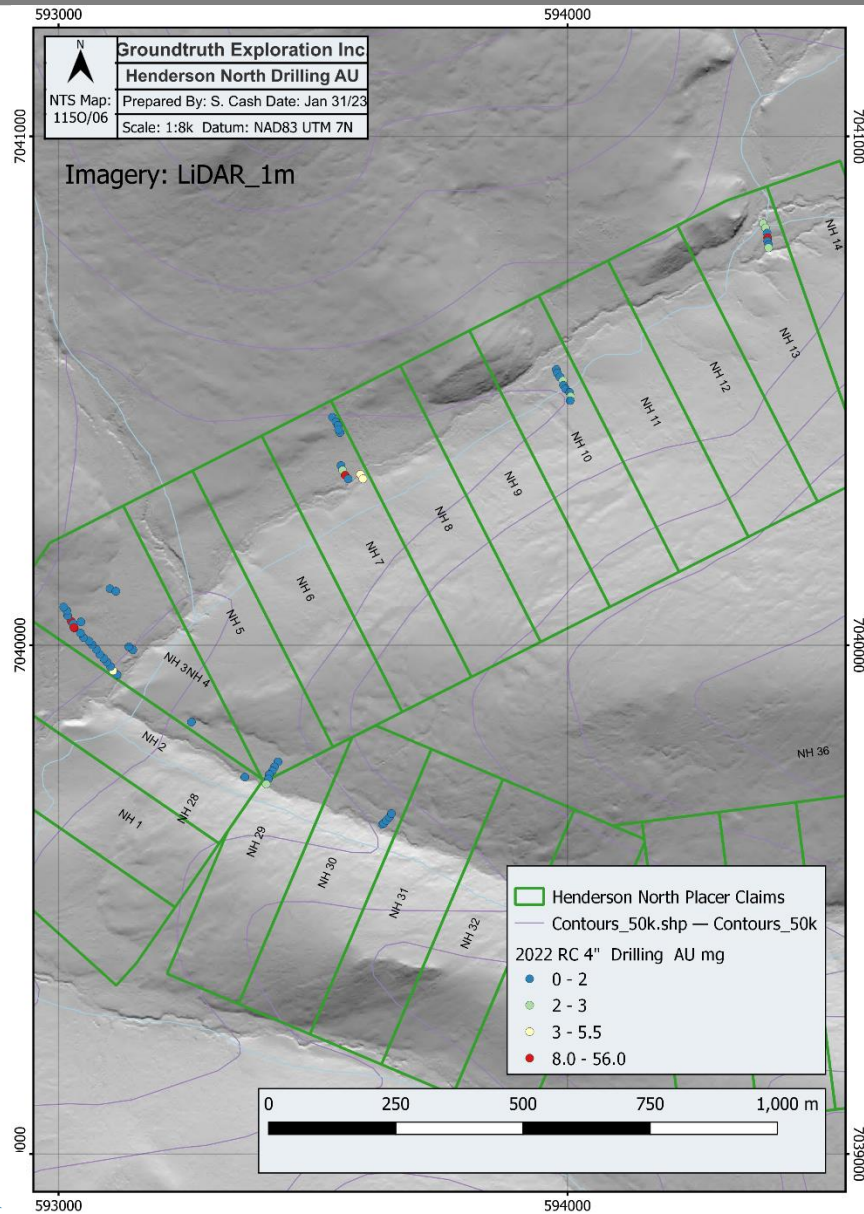 593000
594000
N
NTS Map:
115O/06
Groundtruth Exploration Inc.
Henderson North Drilling AU
Prepared By: S. Cash Date: Jan 31/23
Scale: 1:8k Datum: NAD83 UTM 7N
7041000
7041000
Imagery: LiDAR_1m
NH 14
NH 13
NH 12
NH 11
NH 10
NH 9
NH 8
NH 7
NH 6
NH 5
7040000
7040000
NH 3
NH 4
NH 2
NH 36
NH 1
NH 28
NH 29
NH 30
NH 31
NH 32
Henderson North Placer Claims
Contours_50k.shp — Contours_50k
2022 RC 4" Drilling AU mg
0 - 2
2 - 3
3 - 5.5
8.0 - 56.0
0 250 500 750 1,000 m
7039000
593000
594000